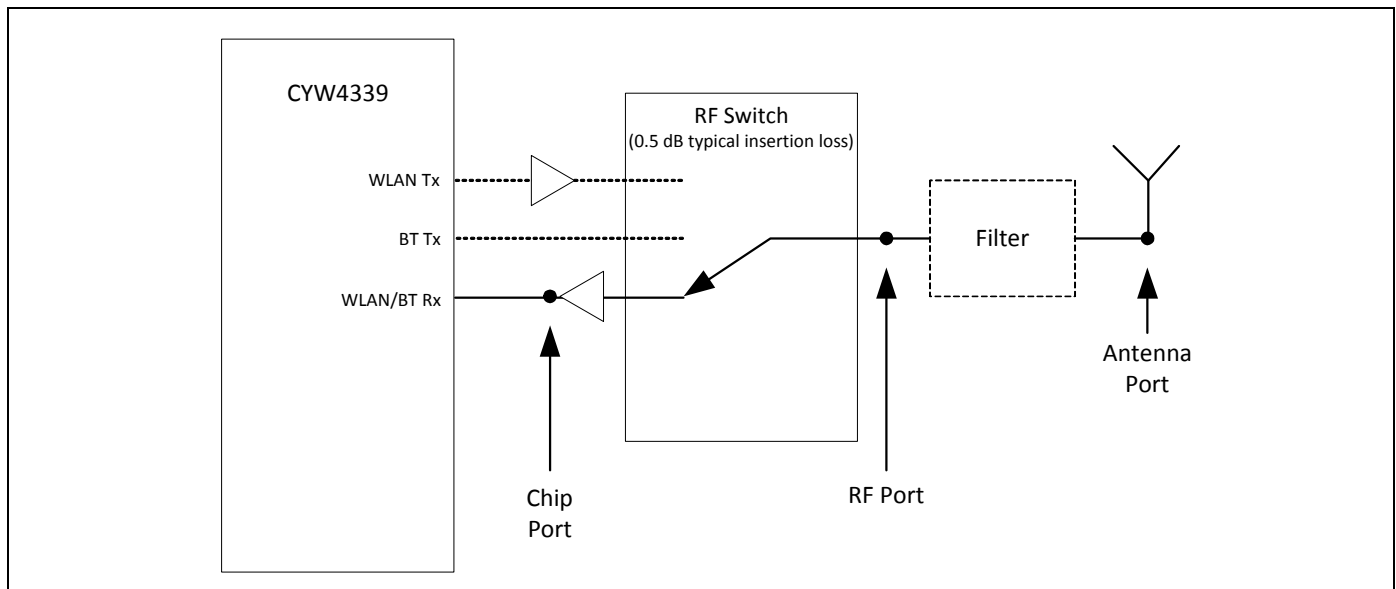 CYW4339
RF Switch
(0.5 dB typical insertion loss)
WLAN Tx
BT Tx
WLAN/BT Rx
Filter
Chip
Port
RF Port
Antenna
Port